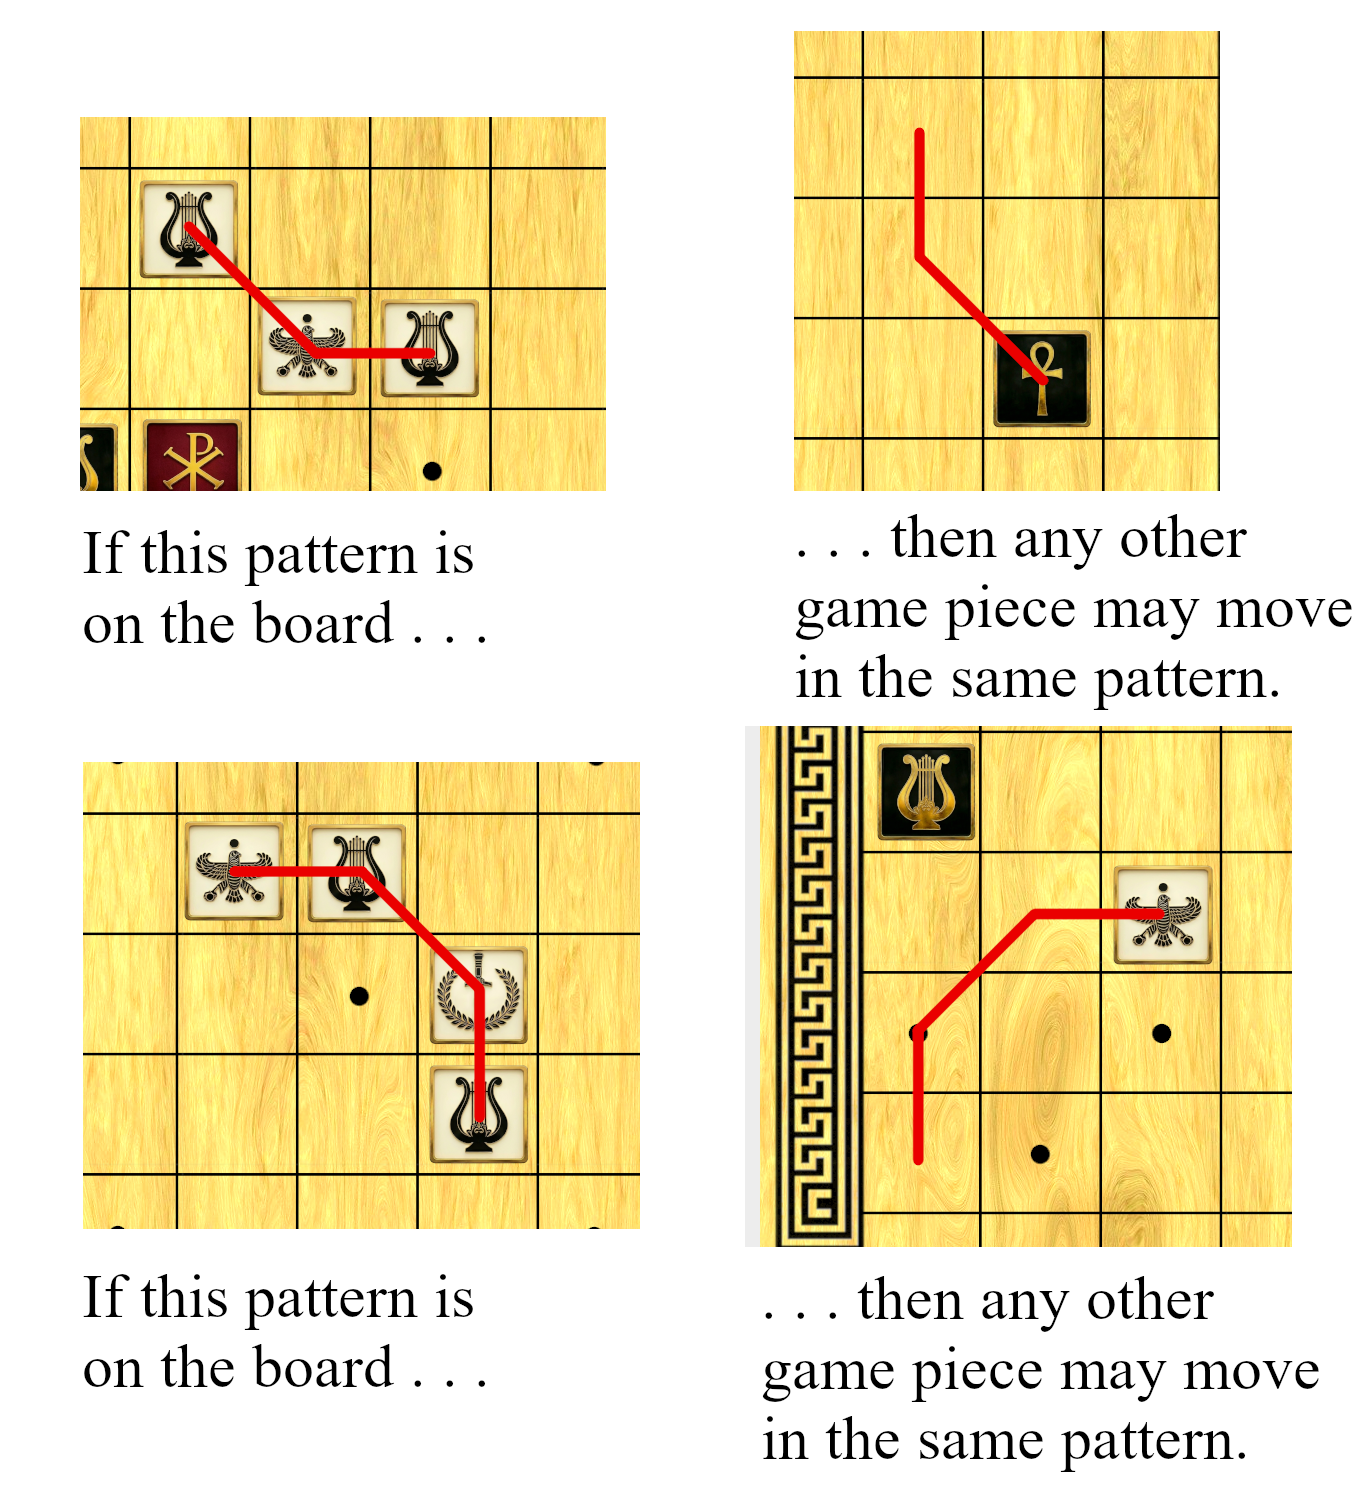 If this pattern is
on the board . . .
. . . then any other
game piece may move
in the same pattern.
If this pattern is
on the board . . .
. . . then any other
game piece may move
in the same pattern.